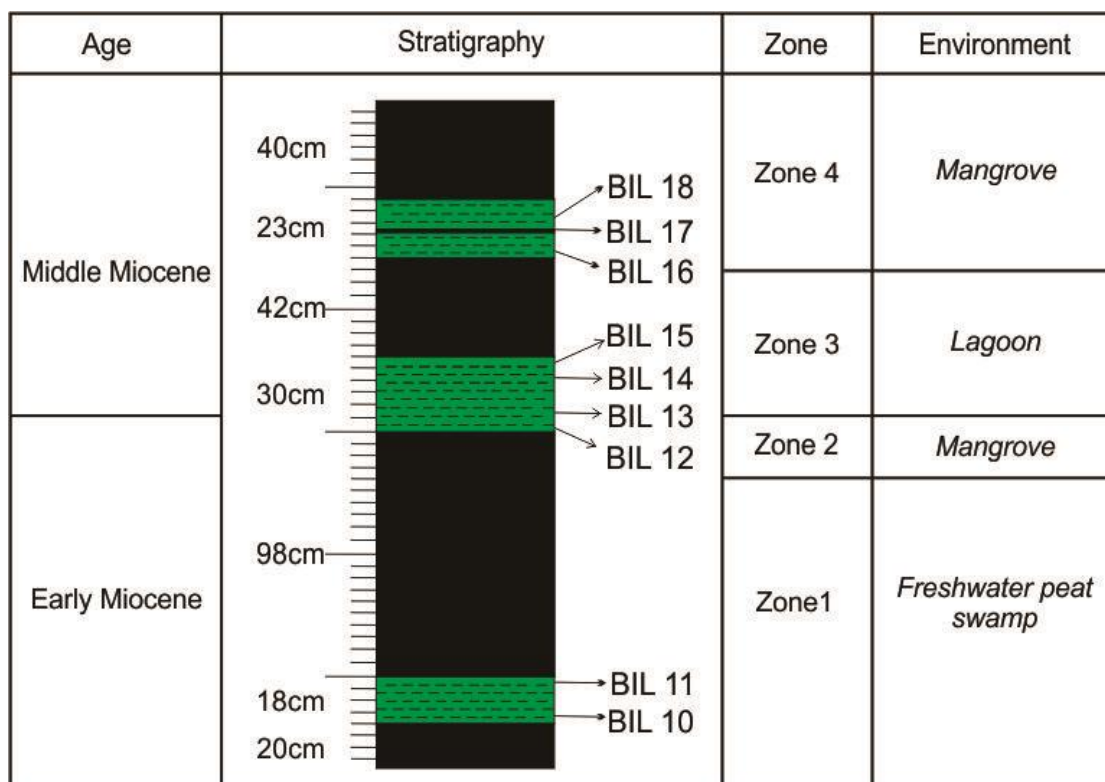 Age
Stratigraphy
Zone
Environment
40cm
BIL 18
Zone 4
Mangrove
23cm
BIL 17
Middle Miocene
BIL 16
42cm
BIL 15
Zone 3
Lagoon
BIL 14
30cm
BIL 13
Zone 2
Mangrove
BIL 12
98cm
Early Miocene
Zone1
Freshwater peat
swamp
BIL 11
18cm
BIL 10
20cm